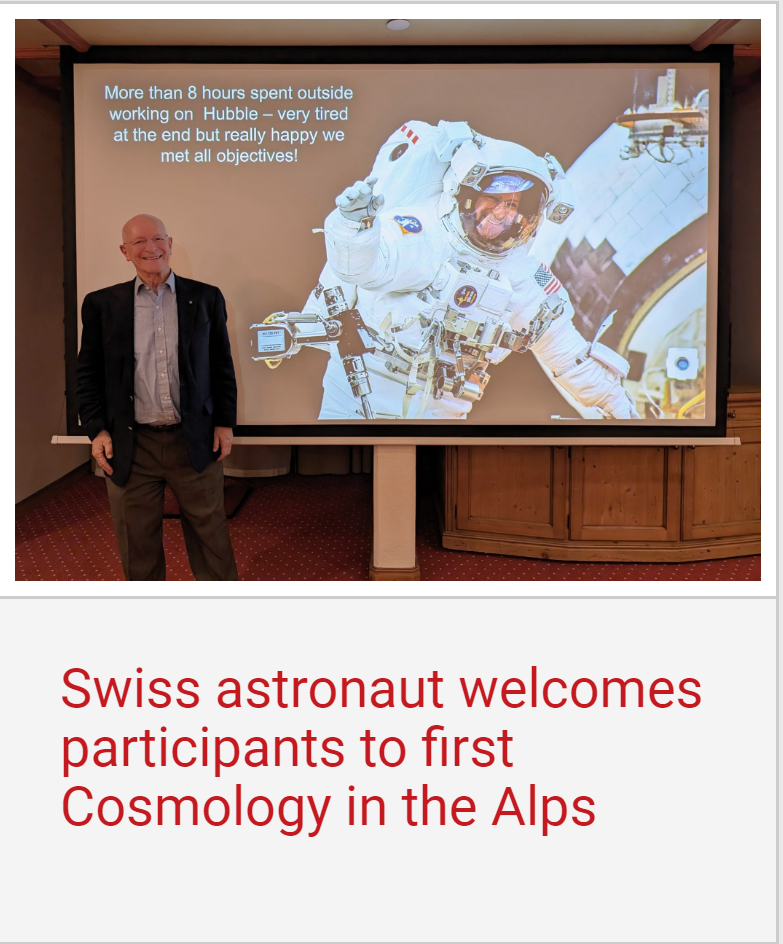 More than 8 hours spent outside
working on Hubble – very tired
at the end but really happy we
met all objectives!
Swiss astronaut welcomes
participants to first
Cosmology in the Alps